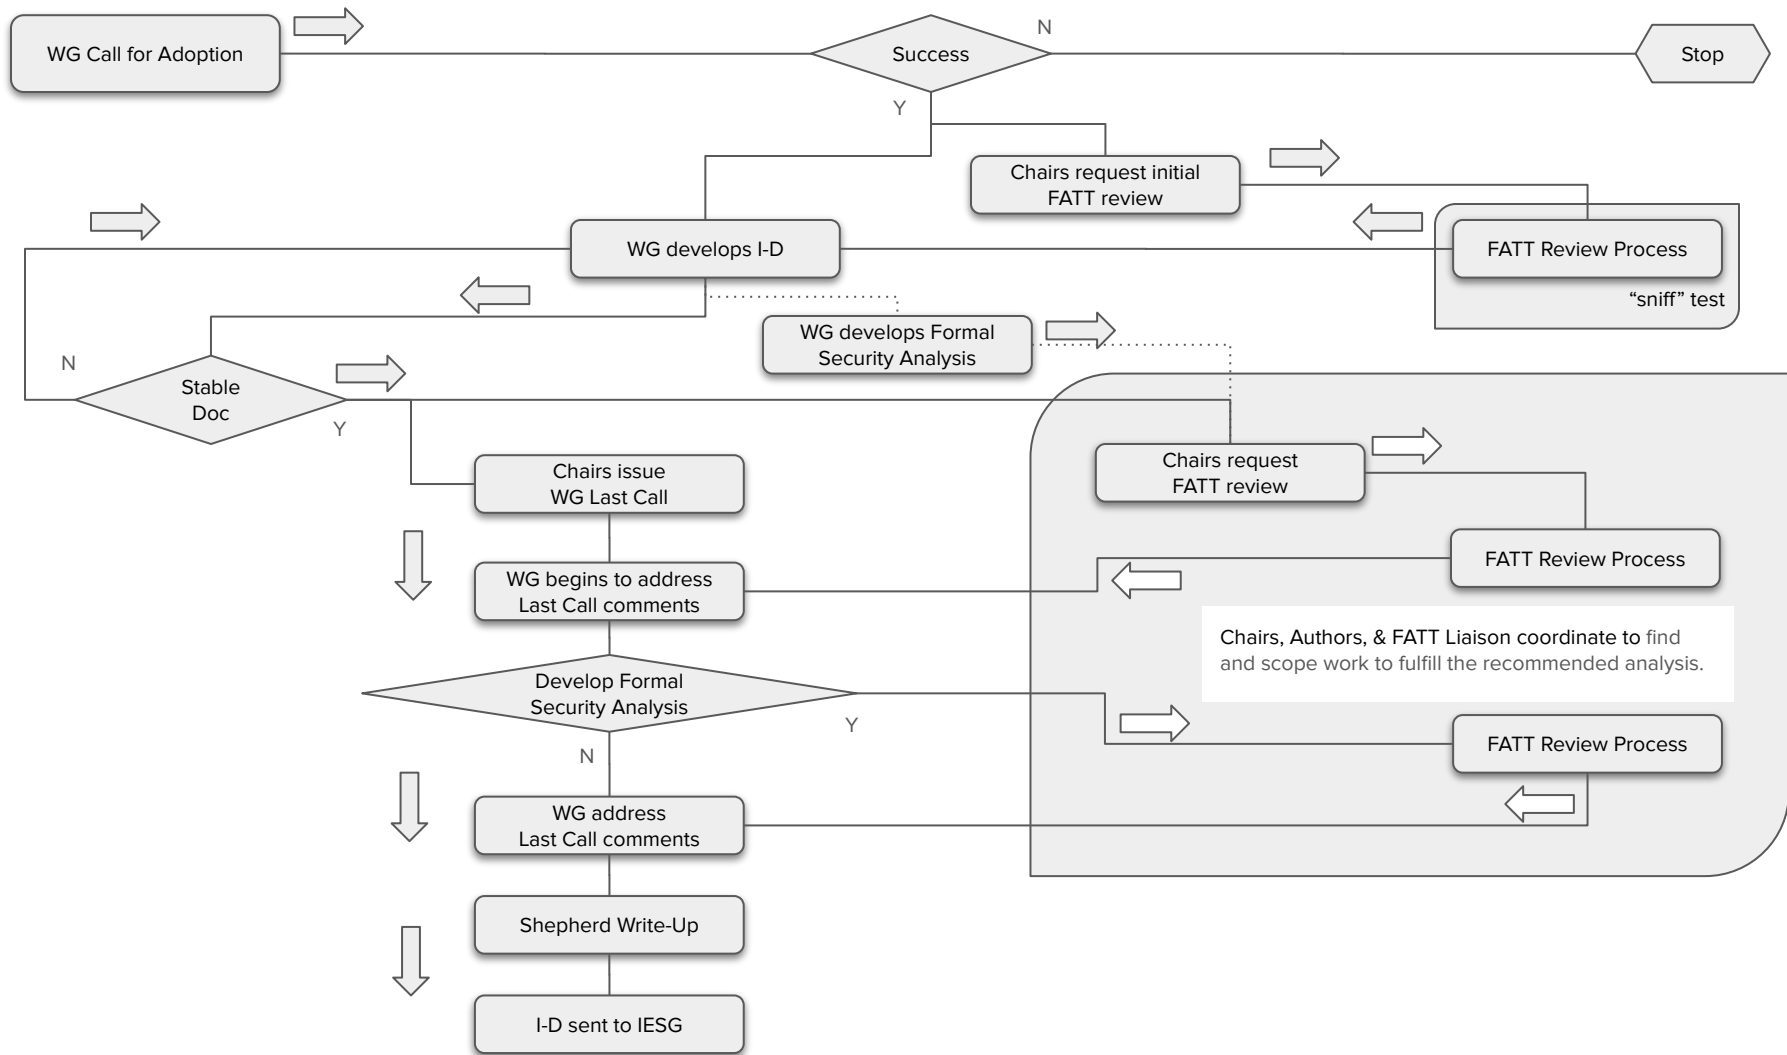 WG Call for Adoption
Success
N
Stop
Y
Chairs request initial
FATT review
WG develops I-D
FATT Review Process
“sniff” test
WG develops Formal
Security Analysis
N
Stable
Doc
Y
Chairs issue
WG Last Call
Chairs request
FATT review
FATT Review Process
WG begins to address
Last Call comments
Chairs, Authors, & FATT Liaison coordinate to find
and scope work to fulfill the recommended analysis.
Develop Formal
Security Analysis
Y
N
FATT Review Process
WG address
Last Call comments
Shepherd Write-Up
I-D sent to IESG